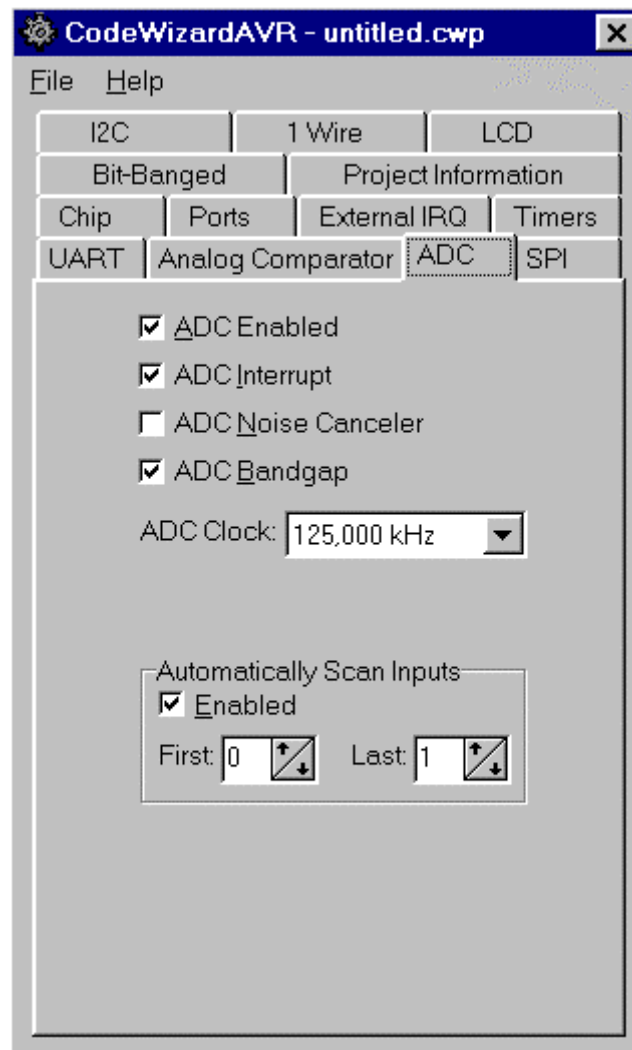 CodeWizardAVR - untitled.cwp
File Help
I2C 1 Wire LCD
Bit-Banged Project Information
Chip Ports External IRQ Timers
UART Analog Comparator ADC SPI
ADC Enabled
ADC Interrupt
ADC Noise Canceler
ADC Bandgap
ADC Clock: 125,000 kHz
Automatically Scan Inputs
Enabled
First: 0 Last: 1